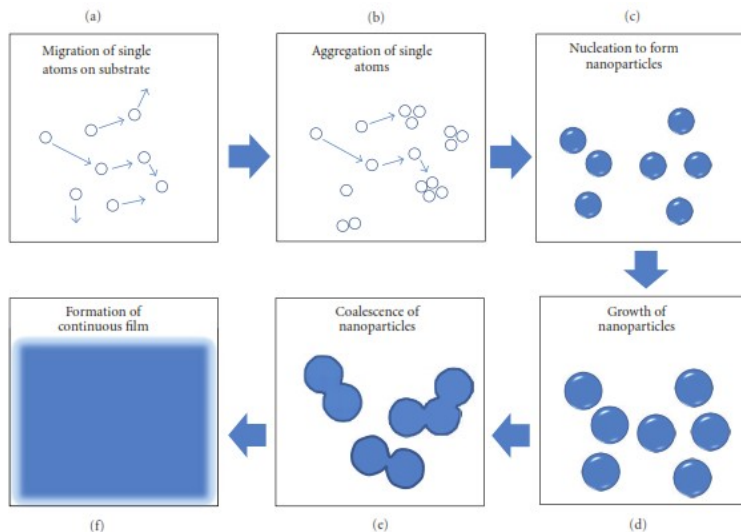 (a)
Migration of single
atoms on substrate
(b)
Aggregation of single
atoms
(c)
Nucleation to form
nanoparticles
Growth of
nanoparticles
(d)
Coalescence of
nanoparticles
(e)
Formation of
continuous film
(f)